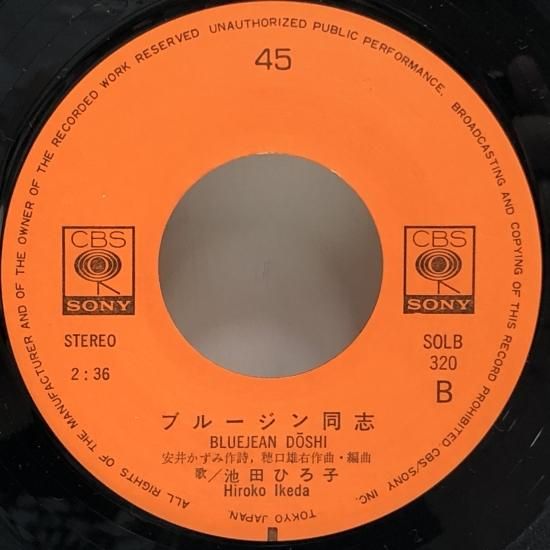 ALL RIGHTS OF THE MANUFACTURER AND OF THE OWNER OF THE RECORDED WORK RESERVED UNAUTHORIZED PUBLIC PERFORMANCE. BROADCASTING AND COPYING OF THIS RECORD PROHIBITED. CBS/SONY INC.
TOKYO JAPAN
45
CBS
SONY
CBS
SONY
STEREO
2:36
SOLB
320
B
ブルージン同志
BLUEJEAN DŌSHI
安井かずみ作詩, 穂口雄右作曲・編曲
歌/池田ひろ子
Hiroko Ikeda